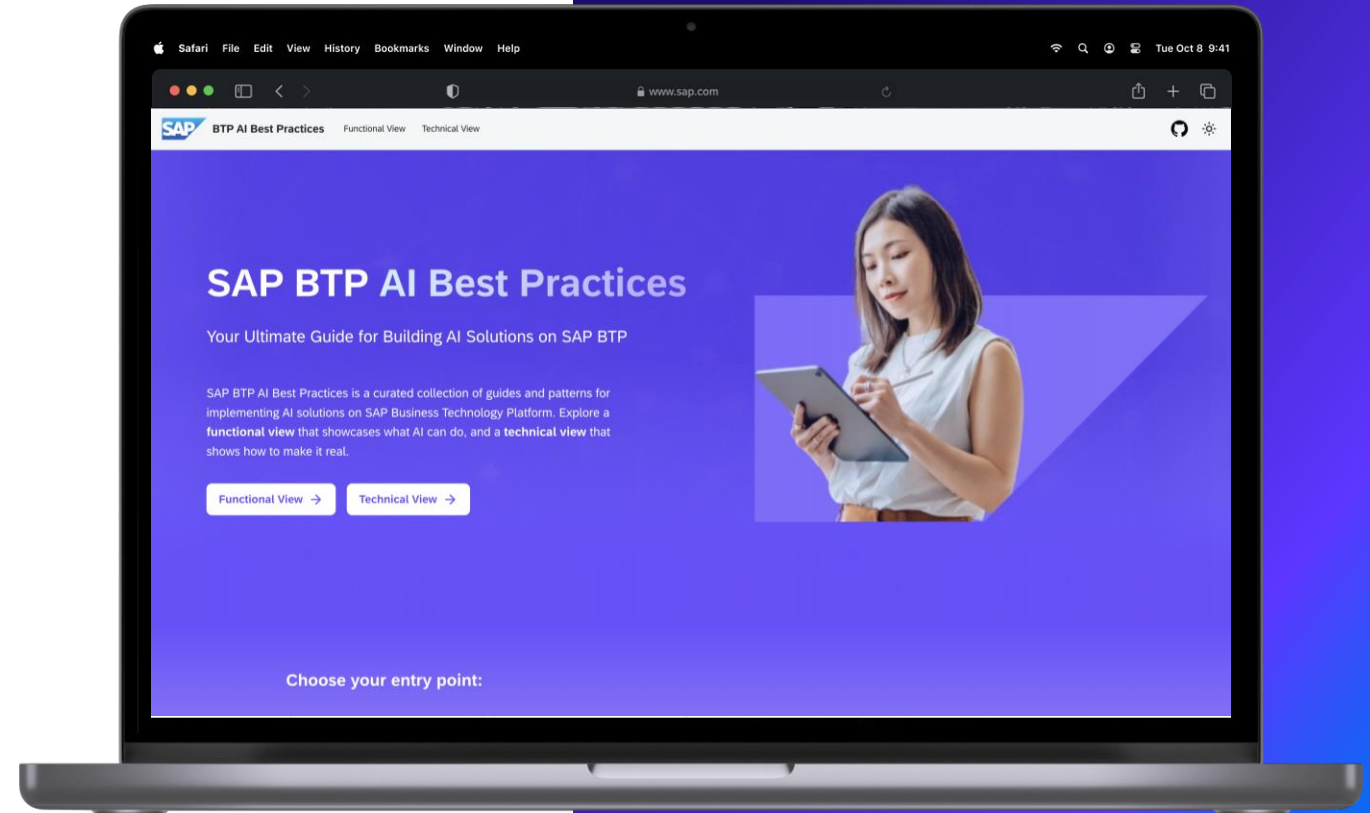 Safari File Edit View History Bookmarks Window Help
Tue Oct 8 9:41
www.sap.com
SAP BTP AI Best Practices Functional View Technical View
SAP BTP AI Best Practices
Your Ultimate Guide for Building AI Solutions on SAP BTP
SAP BTP AI Best Practices is a curated collection of guides and patterns for
implementing AI solutions on SAP Business Technology Platform. Explore a
functional view that showcases what AI can do, and a technical view that
shows how to make it real.
Functional View → Technical View →
Choose your entry point: